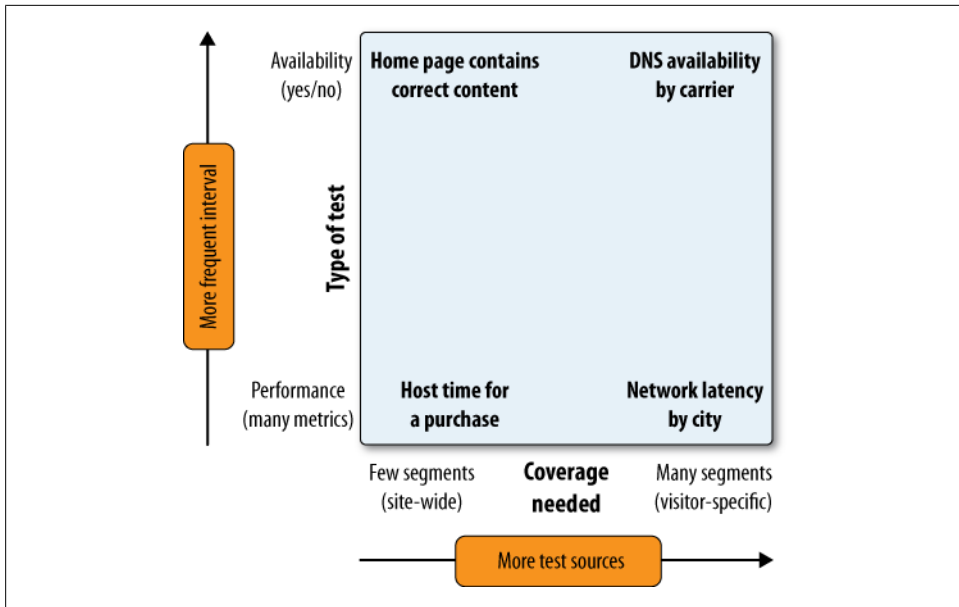 Availability
(yes/no)
Home page contains
correct content
DNS availability
by carrier
More frequent interval
Type of test
Performance
(many metrics)
Host time for
a purchase
Network latency
by city
Few segments
(site-wide)
Coverage
needed
Many segments
(visitor-specific)
More test sources